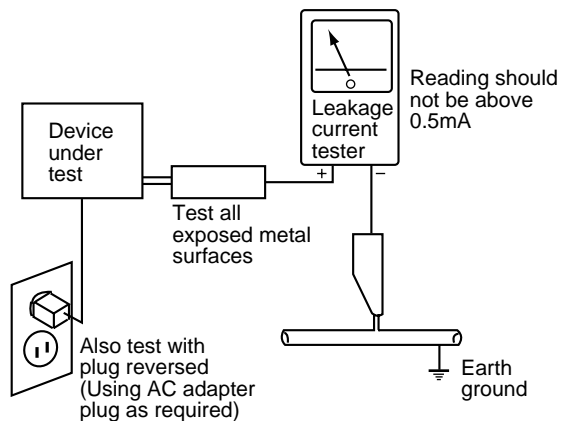 Reading should
not be above
0.5mA
Leakage
current
tester
+
–
Device
under
test
Test all
exposed metal
surfaces
Also test with
plug reversed
(Using AC adapter
plug as required)
Earth
ground